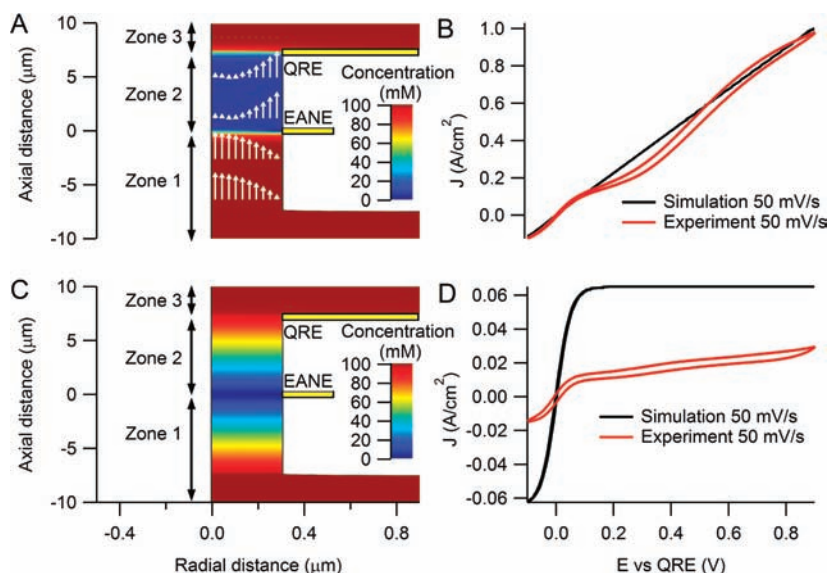 A
Axial distance (μm)
10
5
0
-5
-10
Zone 3
Zone 2
Zone 1
QRE
EANE
Concentration
(mM)
100
80
60
40
20
0
B
J (A/cm²)
1.0
0.8
0.6
0.4
0.2
0.0
Simulation 50 mV/s
Experiment 50 mV/s
C
Axial distance (μm)
10
5
0
-5
-10
Zone 3
Zone 2
Zone 1
QRE
EANE
Concentration
(mM)
100
80
60
40
20
0
-0.4
0.0
0.4
0.8
Radial distance (μm)
D
J (A/cm²)
0.06
0.04
0.02
0.00
-0.02
-0.04
-0.06
Simulation 50 mV/s
Experiment 50 mV/s
0.0
0.2
0.4
0.6
0.8
E vs QRE (V)